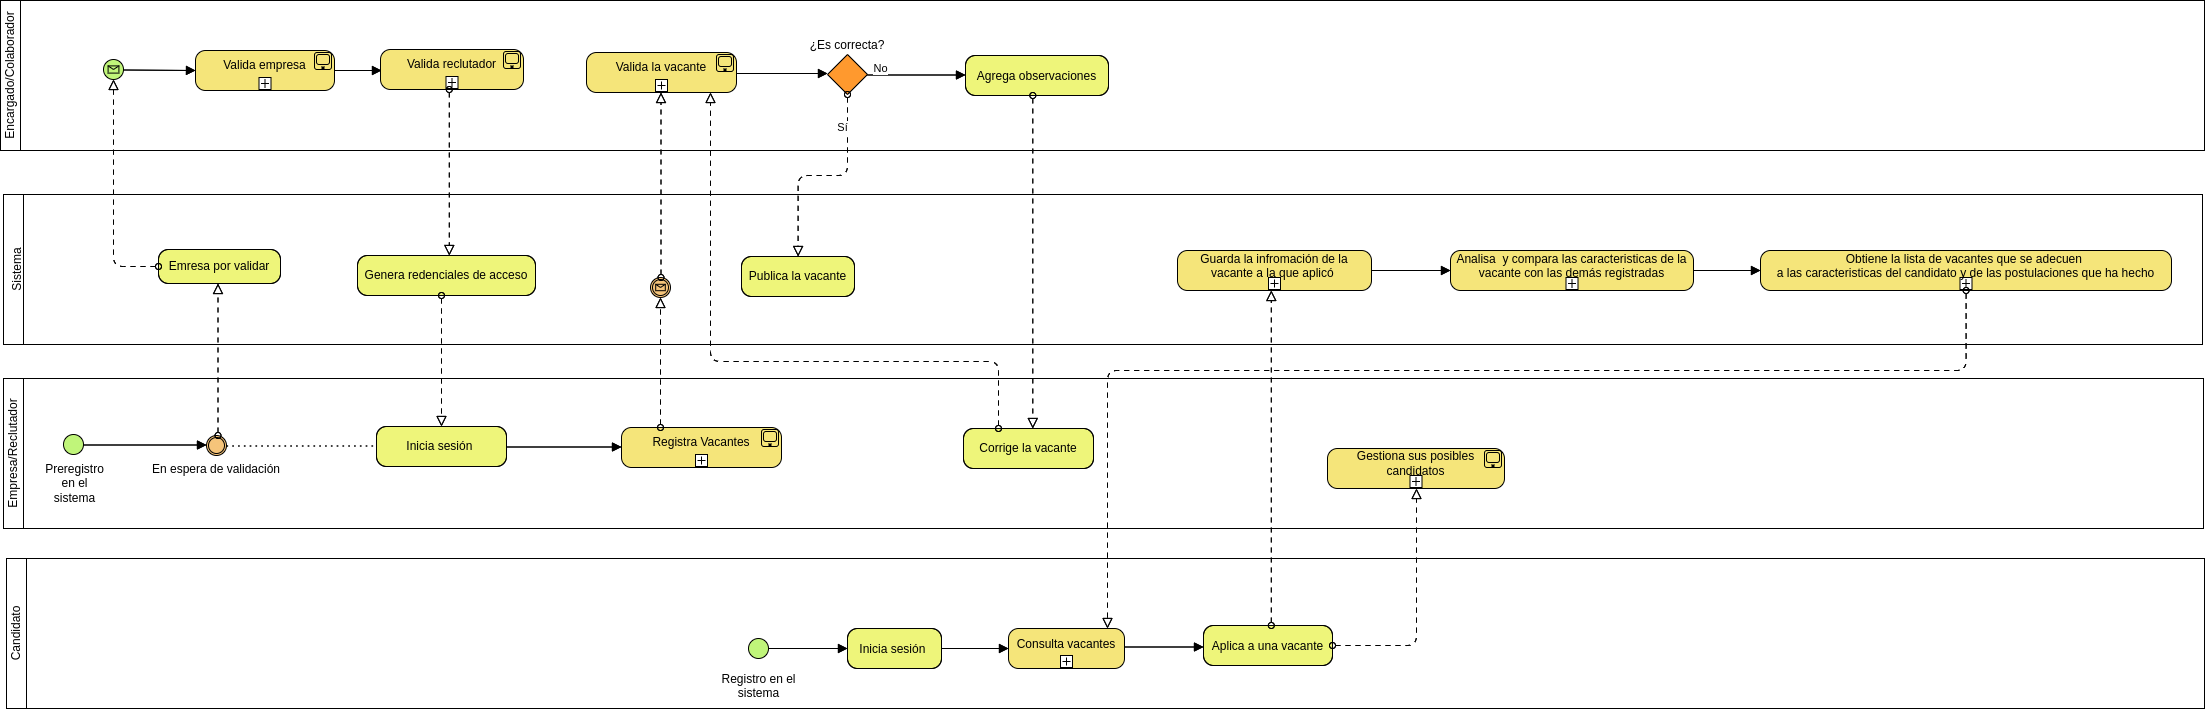 Encargado/Colaborador
Valida empresa
Valida reclutador
Valida la vacante
¿Es correcta?
No
Sí
Agrega observaciones
Sistema
Emresa por validar
Genera redenciales de acceso
Publica la vacante
Guarda la infromación de la
vacante a la que aplicó
Analisa y compara las caracteristicas de la
vacante con las demás registradas
Obtiene la lista de vacantes que se adecuen
a las caracteristicas del candidato y de las postulaciones que ha hecho
Empresa/Reclutador
Preregistro
en el
sistema
En espera de validación
Inicia sesión
Registra Vacantes
Corrige la vacante
Gestiona sus posibles
candidatos
Candidato
Registro en el
sistema
Inicia sesión
Consulta vacantes
Aplica a una vacante